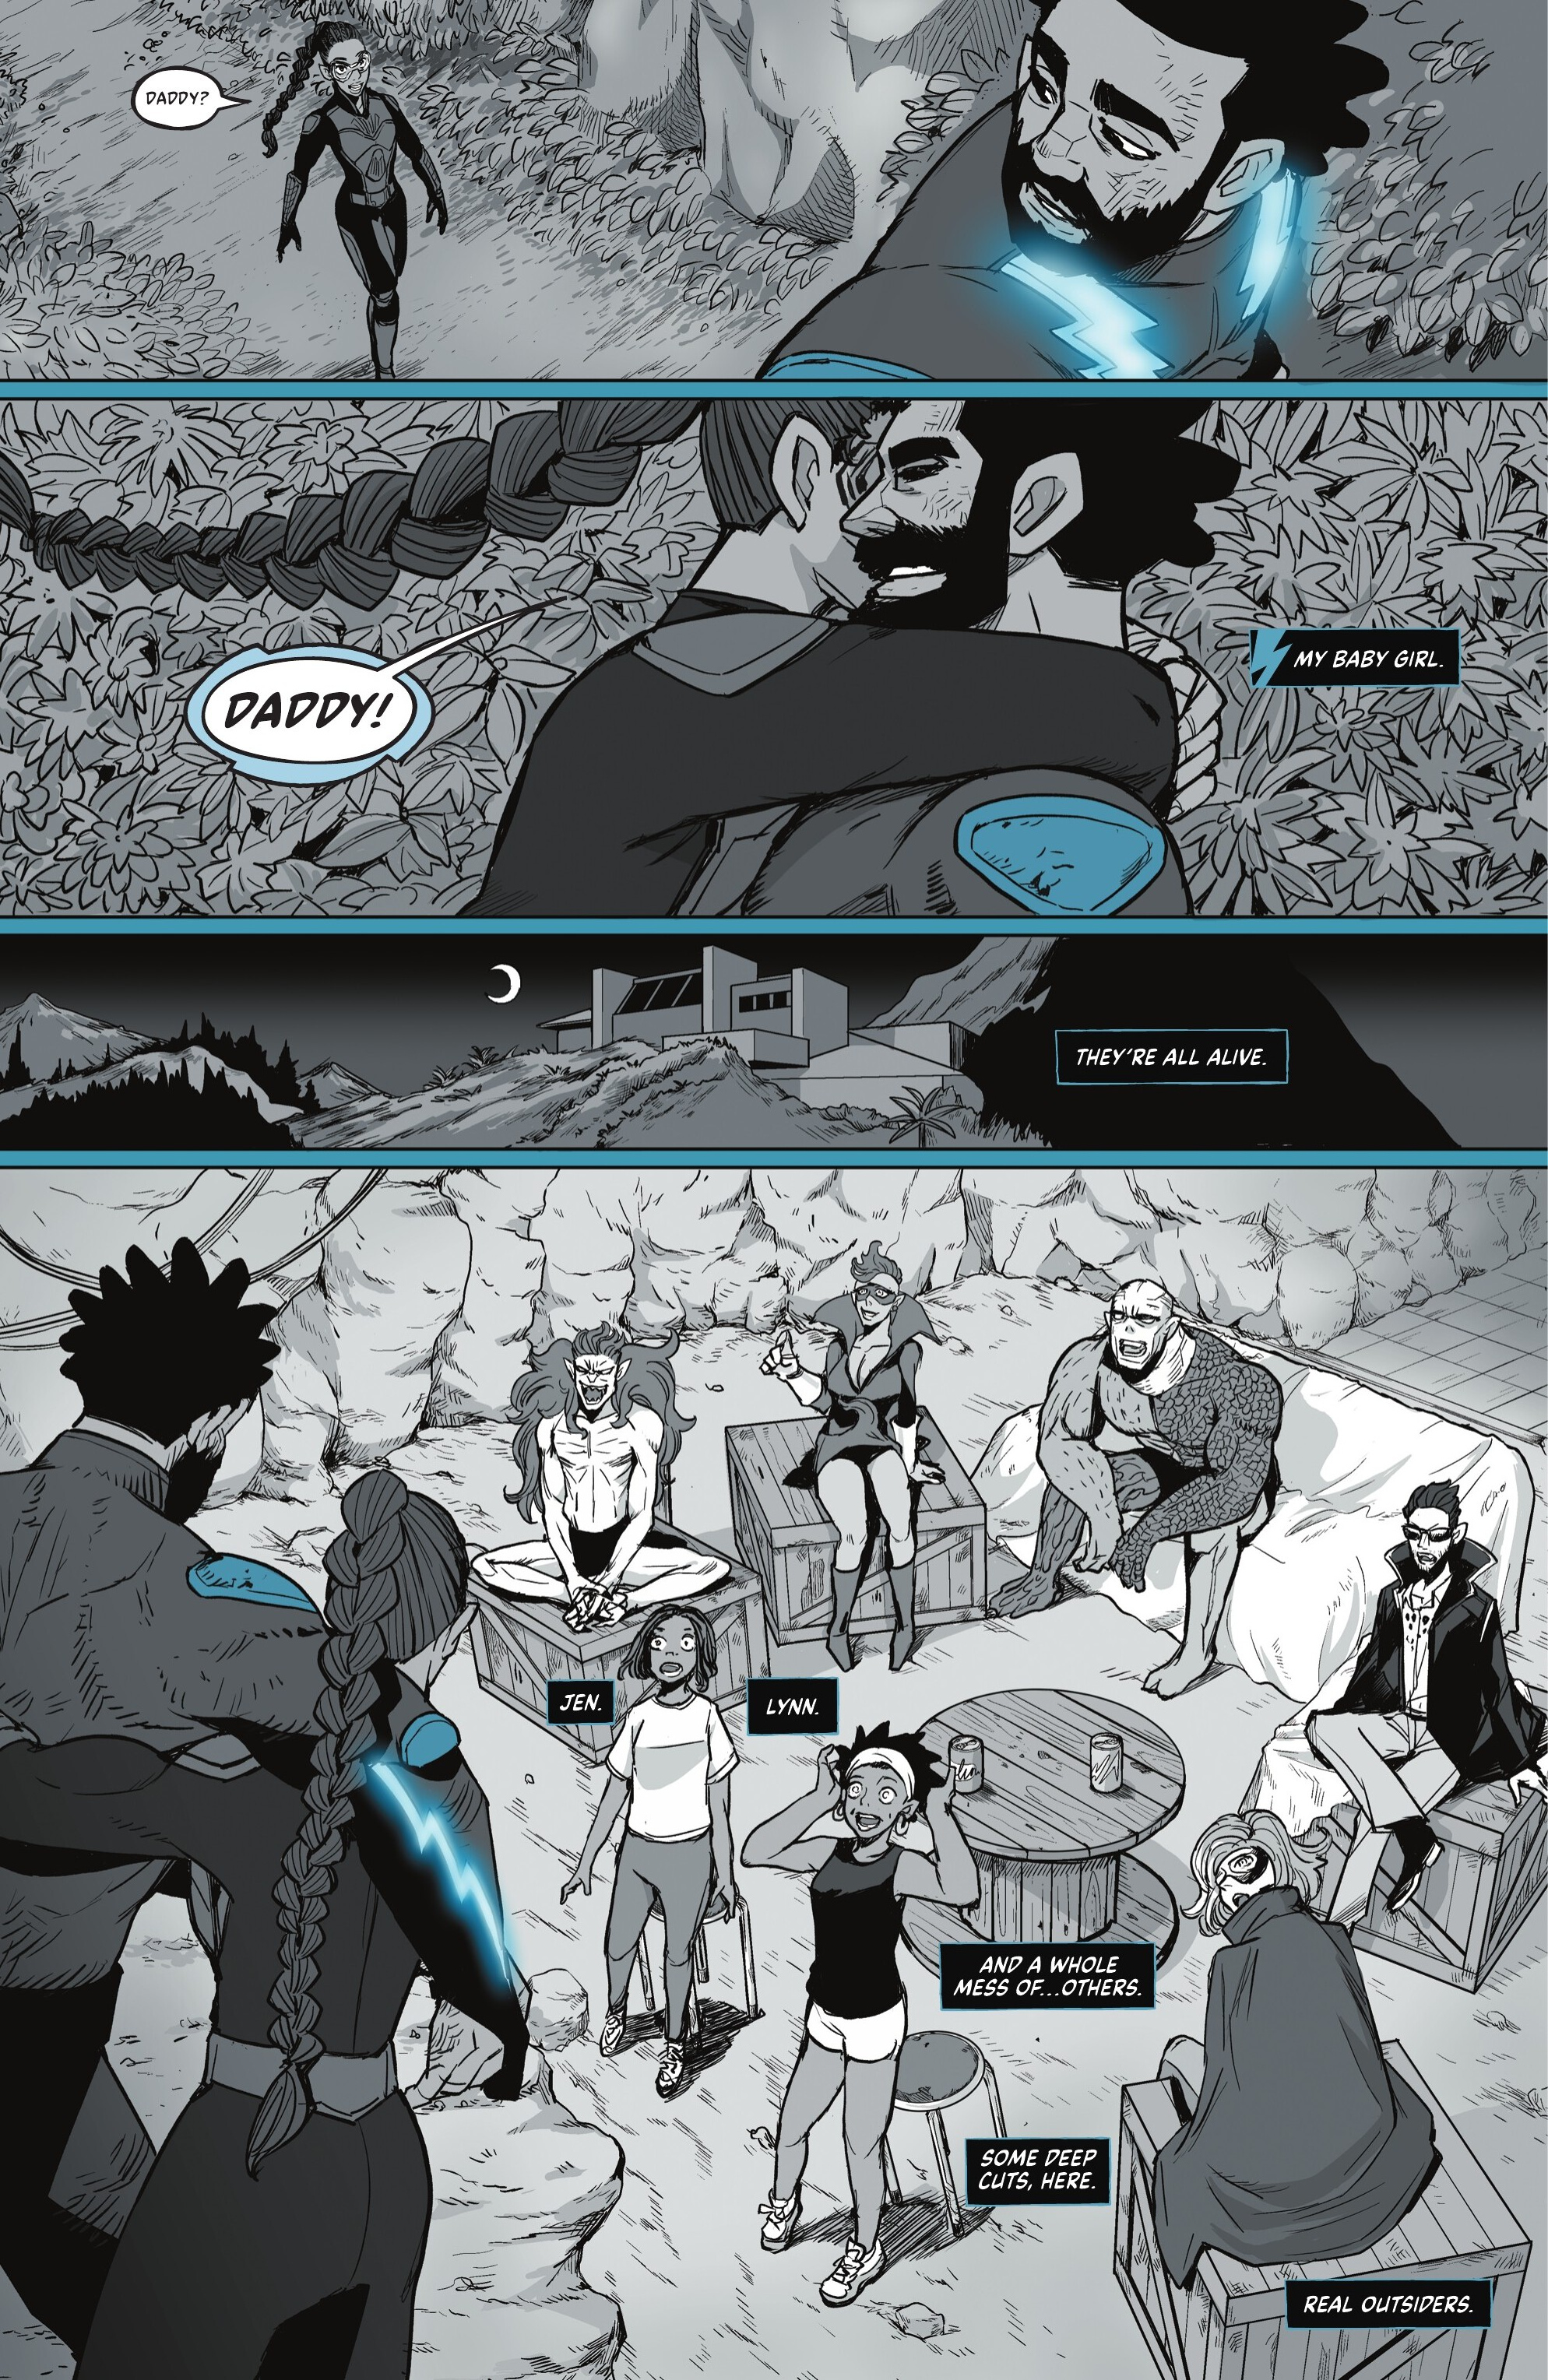 DADDY?
DADDY!
MY BABY GIRL.
THEY'RE ALL ALIVE.
JEN.
LYNN.
AND A WHOLE
MESS OF...OTHERS.
SOME DEEP
CUTS, HERE.
REAL OUTSIDERS.